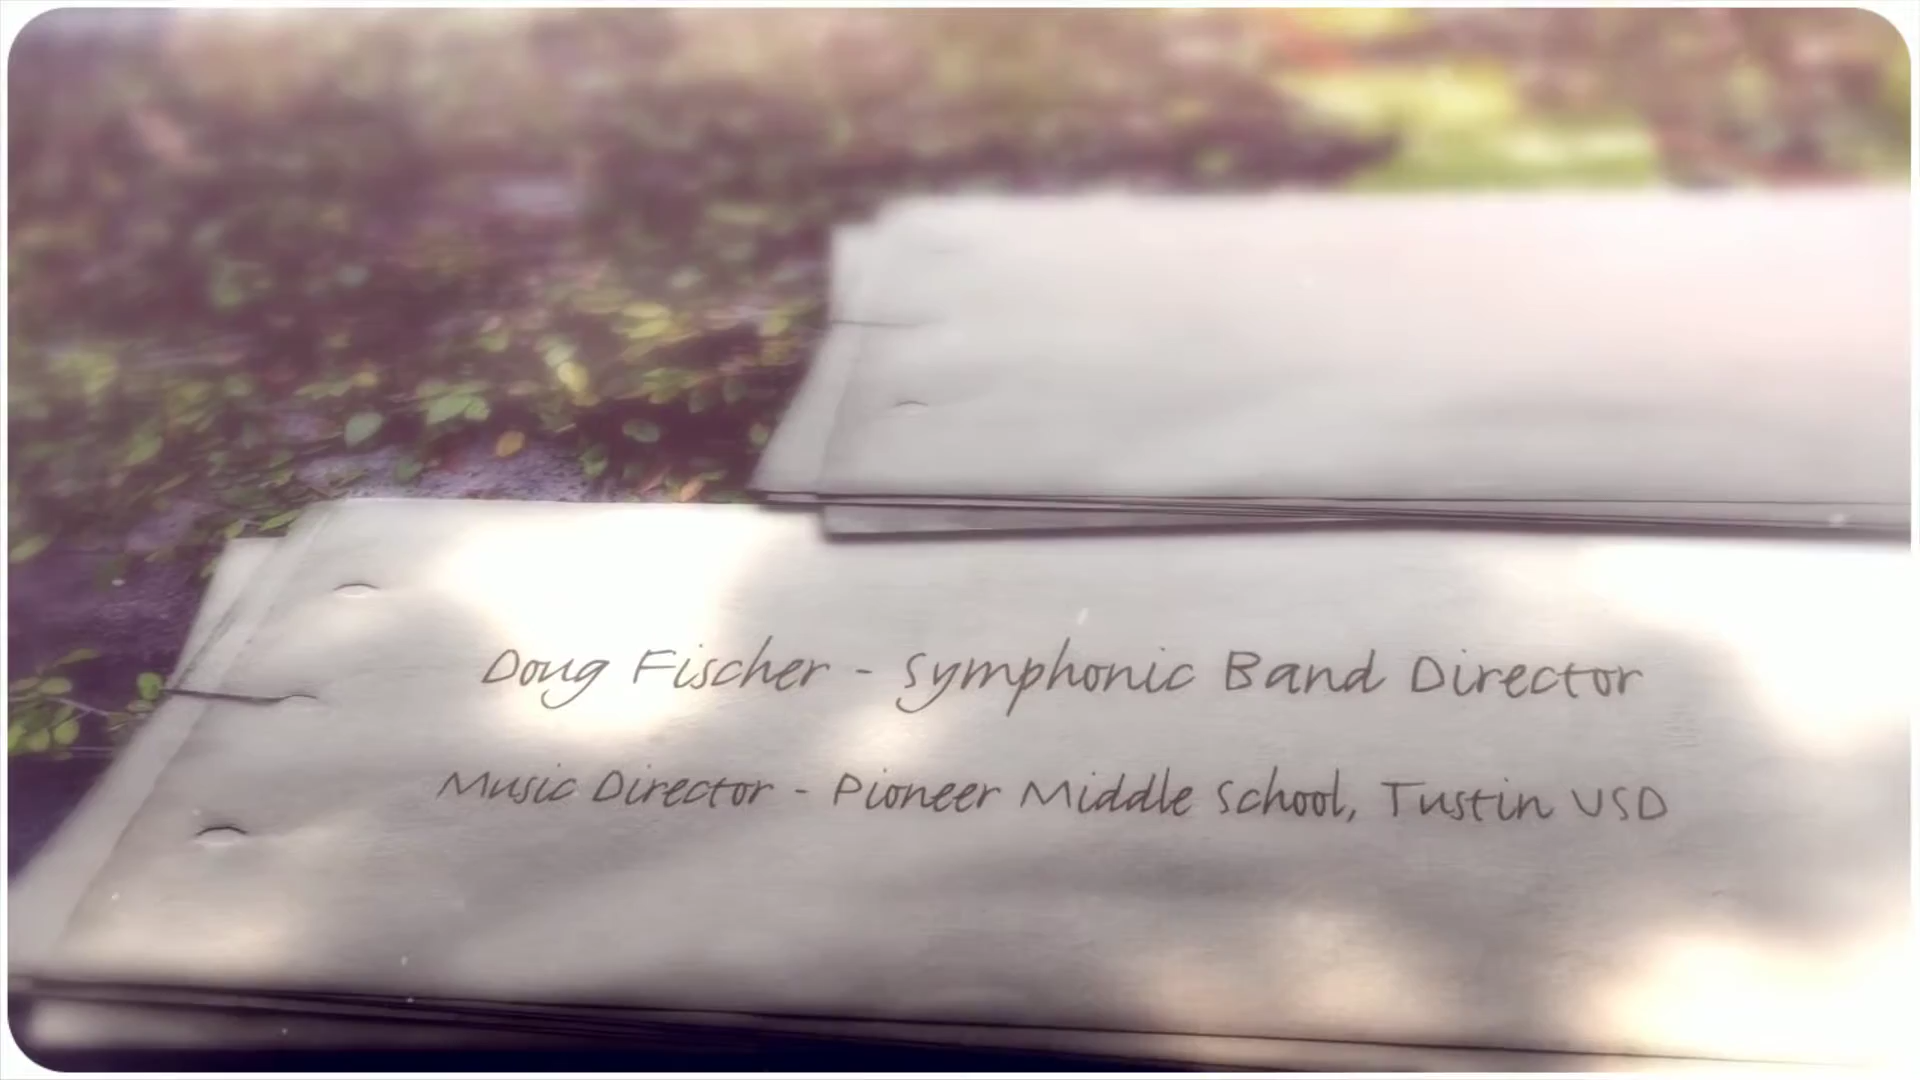 Doug Fischer - Symphonic Band Director
Music Director - Pioneer Middle School, Tustin USD